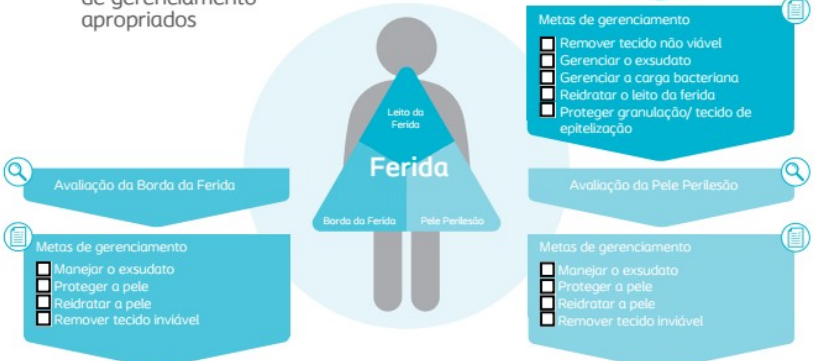 de gerenciamento
apropriados
Metas de gerenciamento
Remover tecido não viável
Gerenciar o exsudato
Gerenciar a carga bacteriana
Reidratar o leito da ferida
Proteger granulação/ tecido de
epitelização
Leito da
Ferida
Ferida
Borda da Ferida
Pele Perilesão
Avaliação da Borda da Ferida
Metas de gerenciamento
Manejar o exsudato
Proteger a pele
Reidratar a pele
Remover tecido inviável
Avaliação da Pele Perilesão
Metas de gerenciamento
Manejar o exsudato
Proteger a pele
Reidratar a pele
Remover tecido inviável